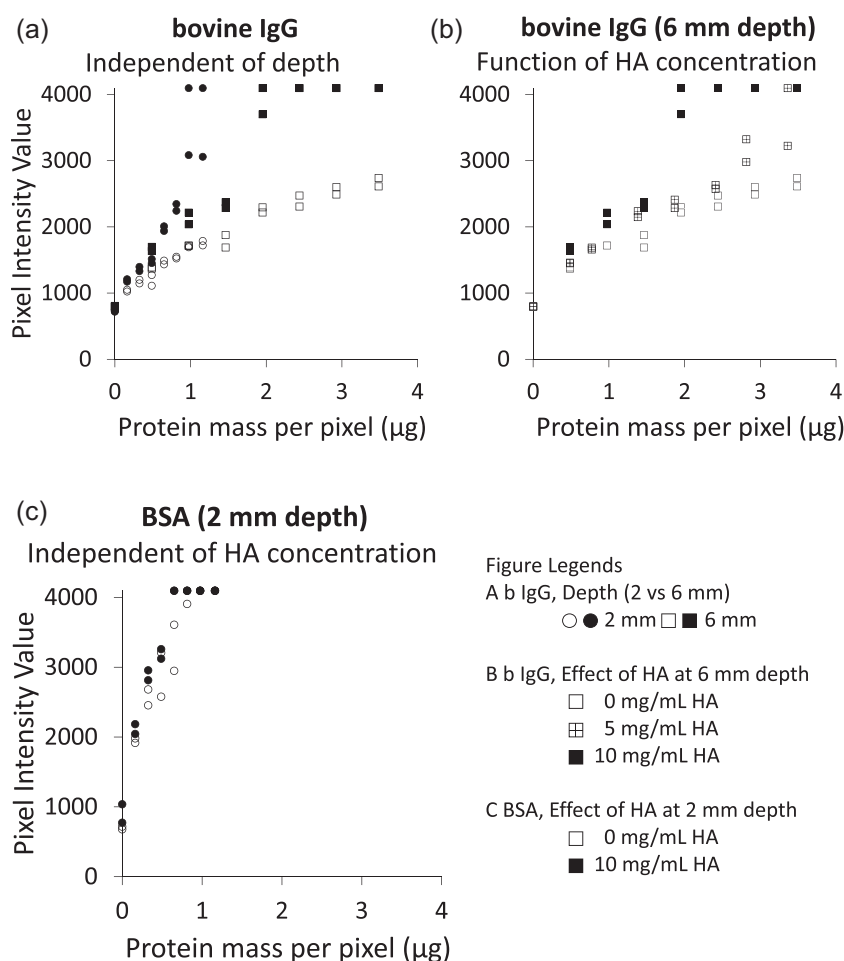 (a)
bovine IgG
Independent of depth
Pixel Intensity Value
4000
3000
2000
1000
0
0 1 2 3 4
Protein mass per pixel (µg)
(b)
bovine IgG (6 mm depth)
Function of HA concentration
4000
3000
2000
1000
0
0 1 2 3 4
Protein mass per pixel (µg)
(c)
BSA (2 mm depth)
Independent of HA concentration
Pixel Intensity Value
4000
3000
2000
1000
0
0 1 2 3 4
Protein mass per pixel (µg)
Figure Legends
A b IgG, Depth (2 vs 6 mm)
2 mm 6 mm
B b IgG, Effect of HA at 6 mm depth
0 mg/mL HA
5 mg/mL HA
10 mg/mL HA
C BSA, Effect of HA at 2 mm depth
0 mg/mL HA
10 mg/mL HA